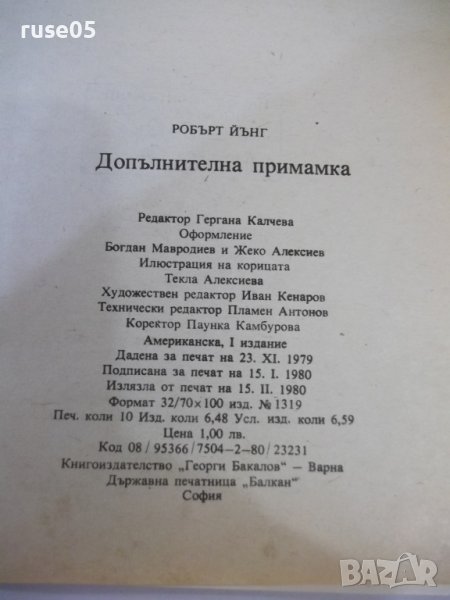 ruse05
РОБЪРТ ЙЪНГ
Допълнителна примамка
Редактор Гергана Калчева
Оформление
Богдан Мавродиев и Жеко Алексиев
Илюстрация на корицата
Текла Алексиева
Художествен редактор Иван Кенаров
Технически редактор Пламен Антонов
Коректор Паунка Камбурова
Американска, I издание
Дадена за печат на 23. XI. 1979
Подписана за печат на 15. I. 1980
Излязла от печат на 15. II. 1980
Формат 32/70×100 изд. № 1319
Печ. коли 10 Изд. коли 6,48 Усл. изд. коли 6,59
Цена 1,00 лв.
Код 08 / 95366 / 7504–2–80 / 23231
Книгоиздателство „Георги Бакалов“ – Варна
Държавна печатница „Балкан“
София
BAZAR
.bg